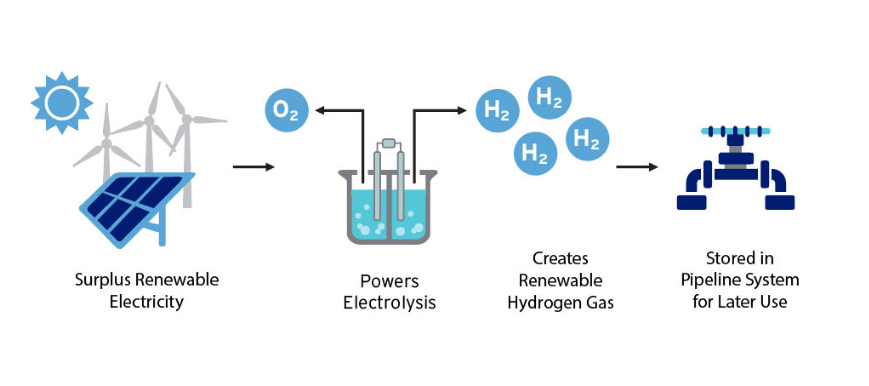 O₂
H₂
H₂
H₂
H₂
Surplus Renewable
Electricity
Powers
Electrolysis
Creates
Renewable
Hydrogen Gas
Stored in
Pipeline System
for Later Use